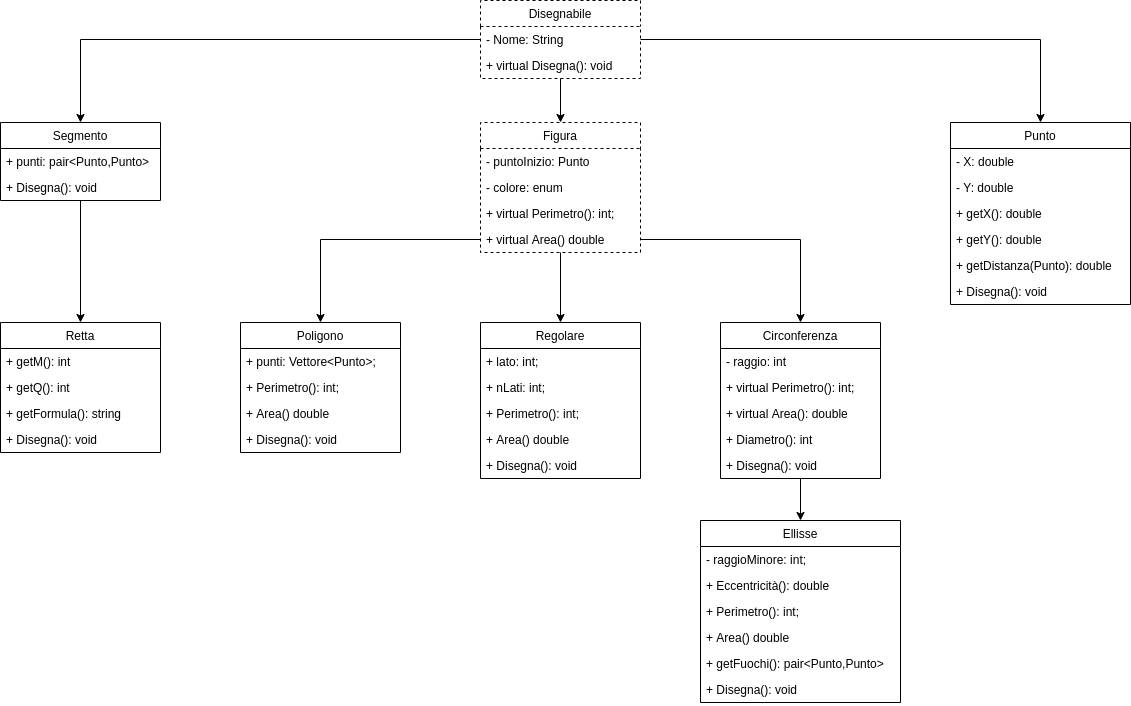 Disegnabile
- Nome: String
+ virtual Disegna(): void
Segmento
+ punti: pair<Punto,Punto>
+ Disegna(): void
Figura
- puntoInizio: Punto
- colore: enum
+ virtual Perimetro(): int;
+ virtual Area() double
Punto
- X: double
- Y: double
+ getX(): double
+ getY(): double
+ getDistanza(Punto): double
+ Disegna(): void
Retta
+ getM(): int
+ getQ(): int
+ getFormula(): string
+ Disegna(): void
Poligono
+ punti: Vettore<Punto>;
+ Perimetro(): int;
+ Area() double
+ Disegna(): void
Regolare
+ lato: int;
+ nLati: int;
+ Perimetro(): int;
+ Area() double
+ Disegna(): void
Circonferenza
- raggio: int
+ virtual Perimetro(): int;
+ virtual Area(): double
+ Diametro(): int
+ Disegna(): void
Ellisse
- raggioMinore: int;
+ Eccentricità(): double
+ Perimetro(): int;
+ Area() double
+ getFuochi(): pair<Punto,Punto>
+ Disegna(): void